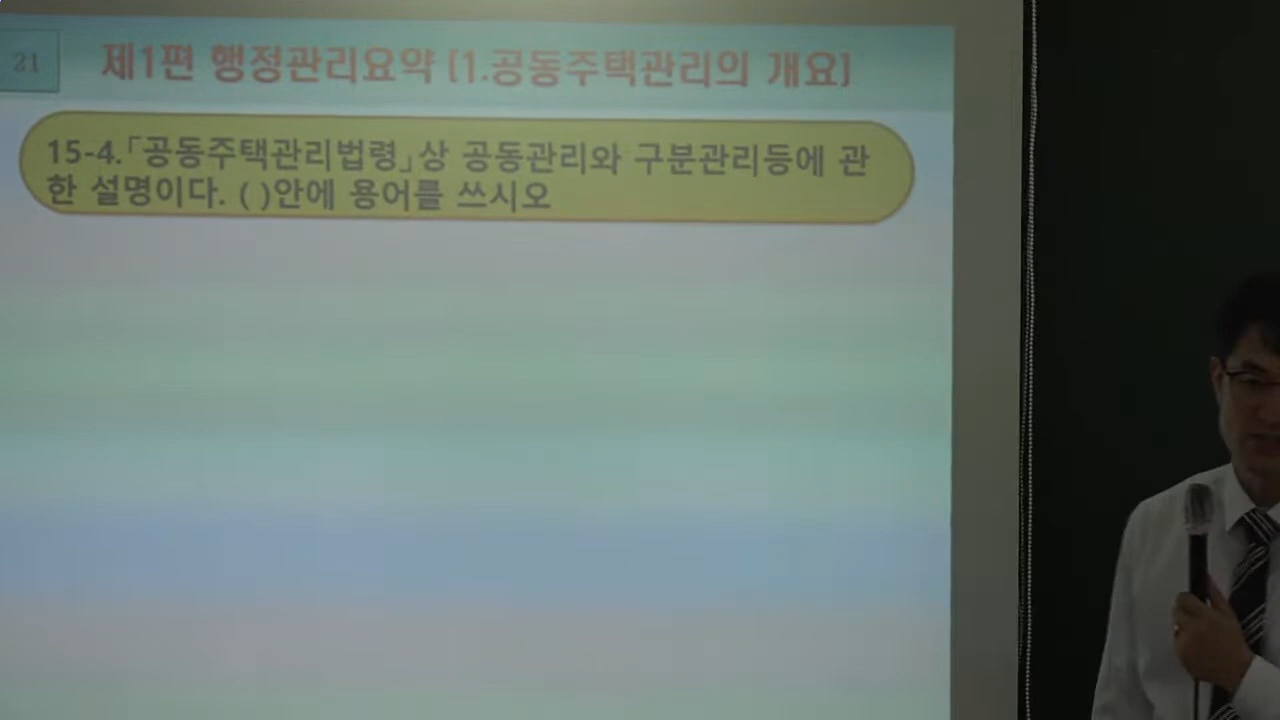 21
제1편 행정관리요약 [1.공동주택관리의 개요]
15-4.「공동주택관리법령」상 공동관리와 구분관리등에 관
한 설명이다. ( )안에 용어를 쓰시오